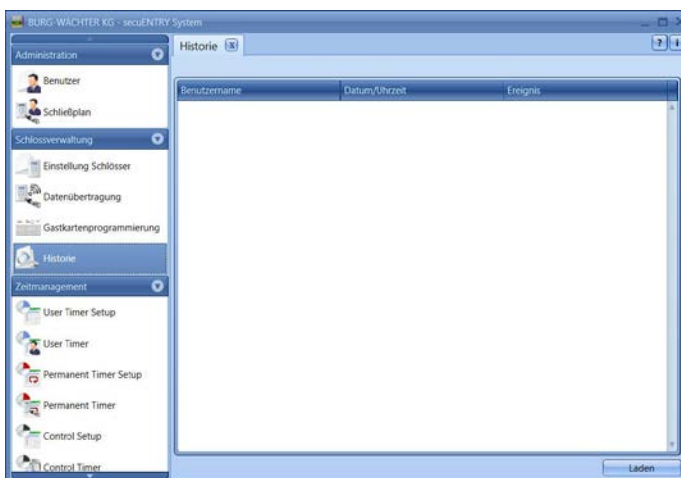 BURG-WÄCHTER KG - secuENTRY System
Administration
Benutzer
Schließplan
Schlossverwaltung
Einstellung Schlösser
Datenübertragung
Gastkartenprogrammierung
Historie
Zeitmanagement
User Timer Setup
User Timer
Permanent Timer Setup
Permanent Timer
Control Setup
Control Timer
Historie x
? i
Benutzername Datum/Uhrzeit Ereignis
Laden